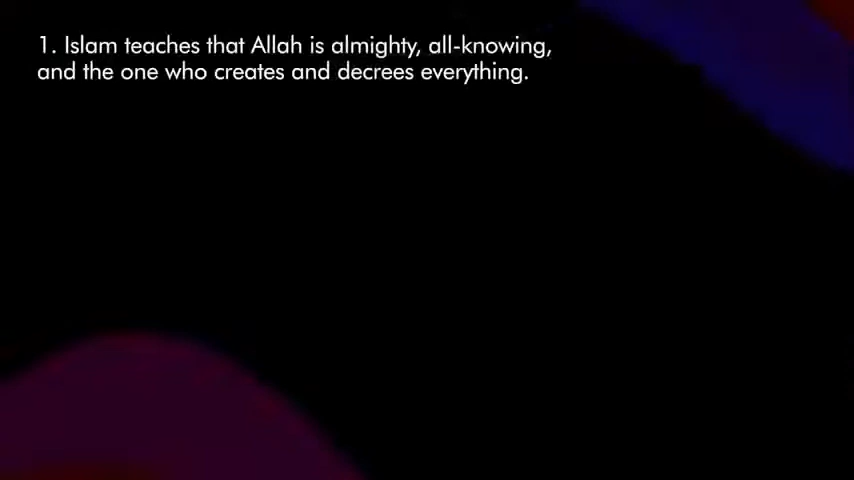 1. Islam teaches that Allah is almighty, all-knowing,
and the one who creates and decrees everything.